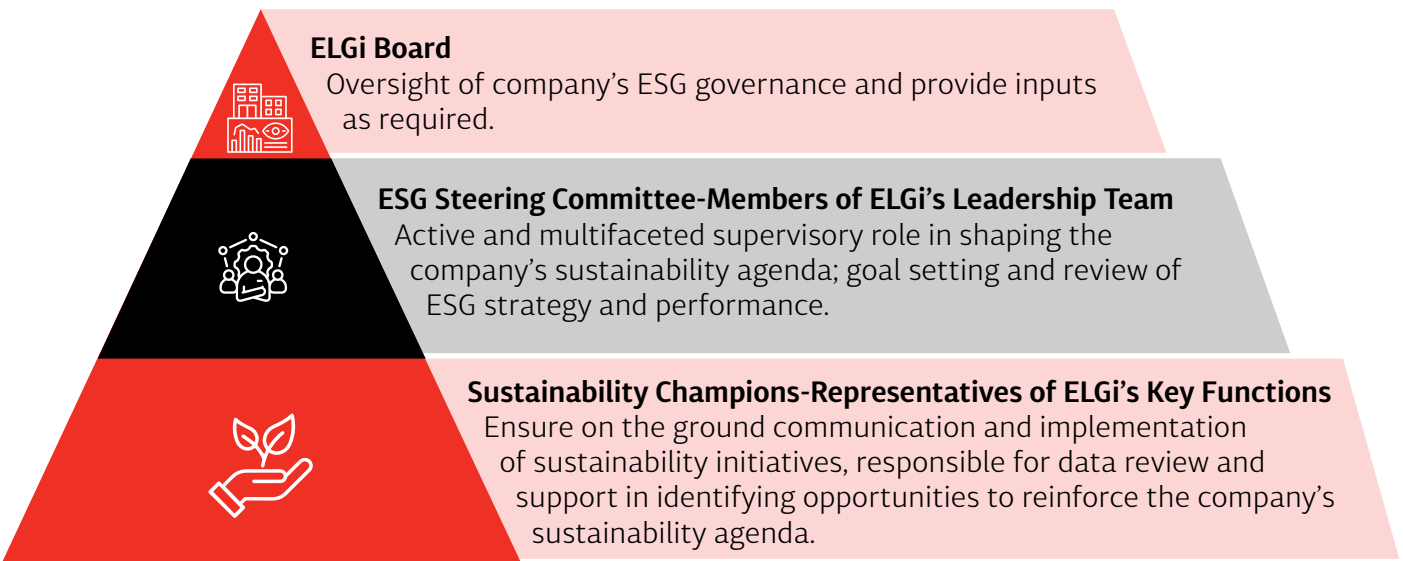 ELGi Board
Oversight of company’s ESG governance and provide inputs
as required.
ESG Steering Committee-Members of ELGi’s Leadership Team
Active and multifaceted supervisory role in shaping the
company’s sustainability agenda; goal setting and review of
ESG strategy and performance.
Sustainability Champions-Representatives of ELGi’s Key Functions
Ensure on the ground communication and implementation
of sustainability initiatives, responsible for data review and
support in identifying opportunities to reinforce the company’s
sustainability agenda.